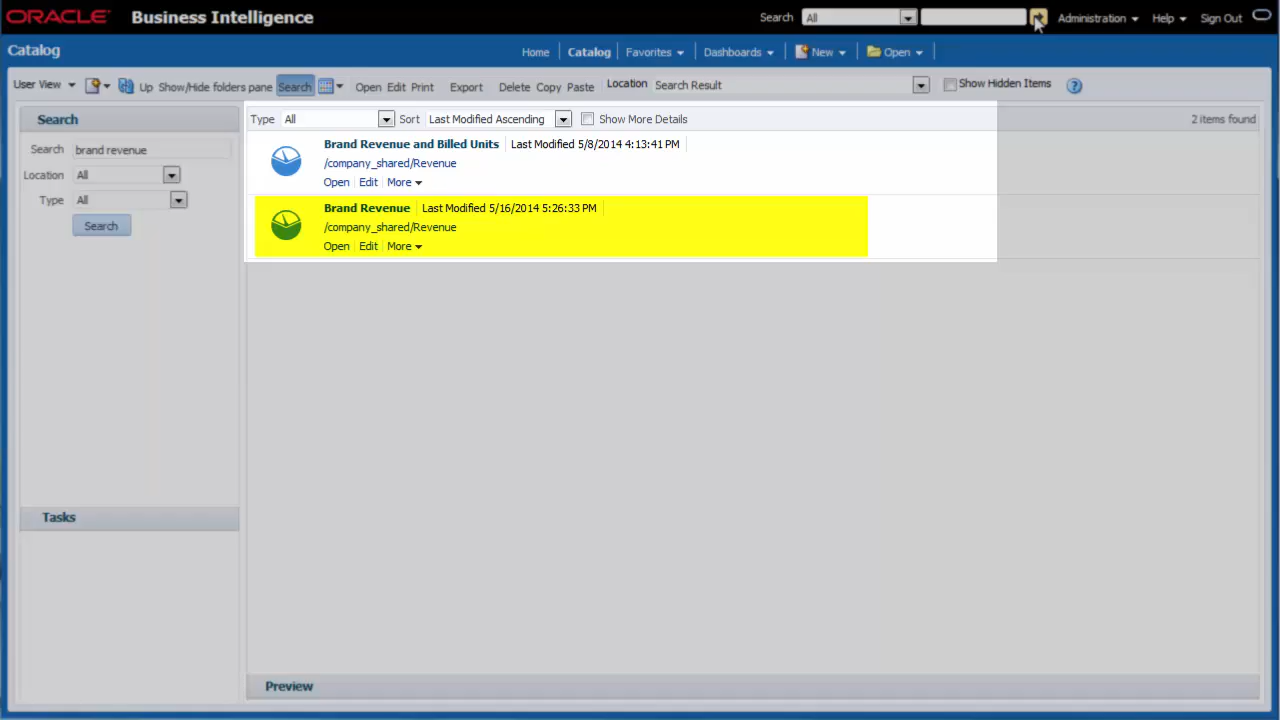 ORACLE Business Intelligence Search All Administration Help Sign Out
Catalog Home Catalog Favorites Dashboards New Open
User View Up Show/Hide folders pane Search Open Edit Print Export Delete Copy Paste Location Search Result Show Hidden Items
Search
Search brand revenue
Location All
Type All
Search
Tasks
Type All Sort Last Modified Ascending Show More Details 2 items found
Brand Revenue and Billed Units Last Modified 5/8/2014 4:13:41 PM
/company_shared/Revenue
Open Edit More
Brand Revenue Last Modified 5/16/2014 5:26:33 PM
/company_shared/Revenue
Open Edit More
Preview